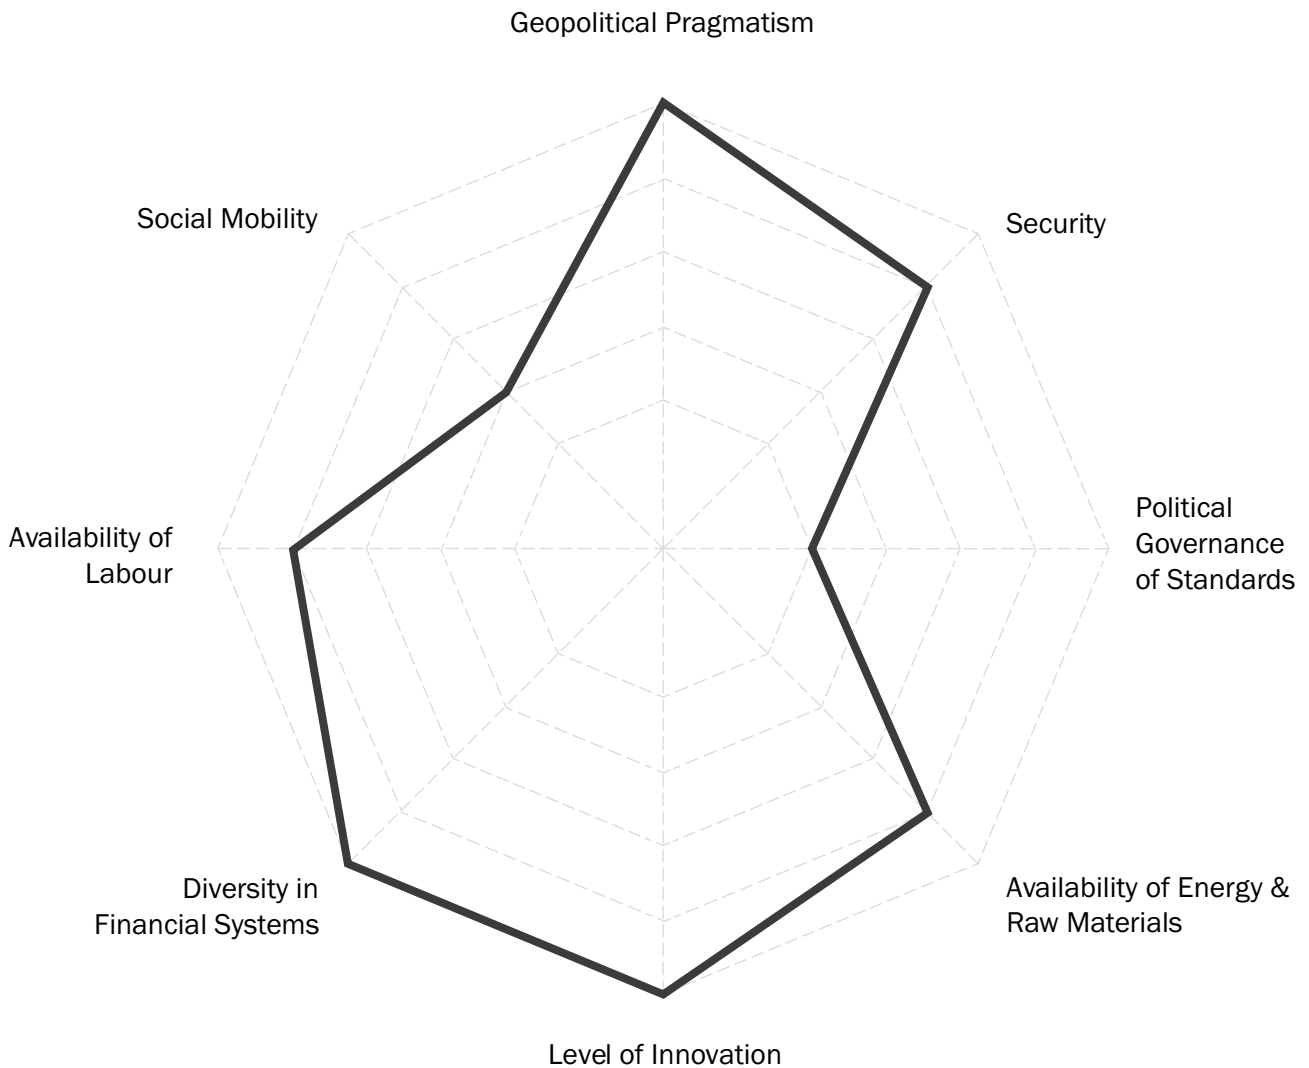 Geopolitical Pragmatism
Social Mobility
Security
Political
Governance
of Standards
Availability of
Labour
Diversity in
Financial Systems
Availability of Energy &
Raw Materials
Level of Innovation